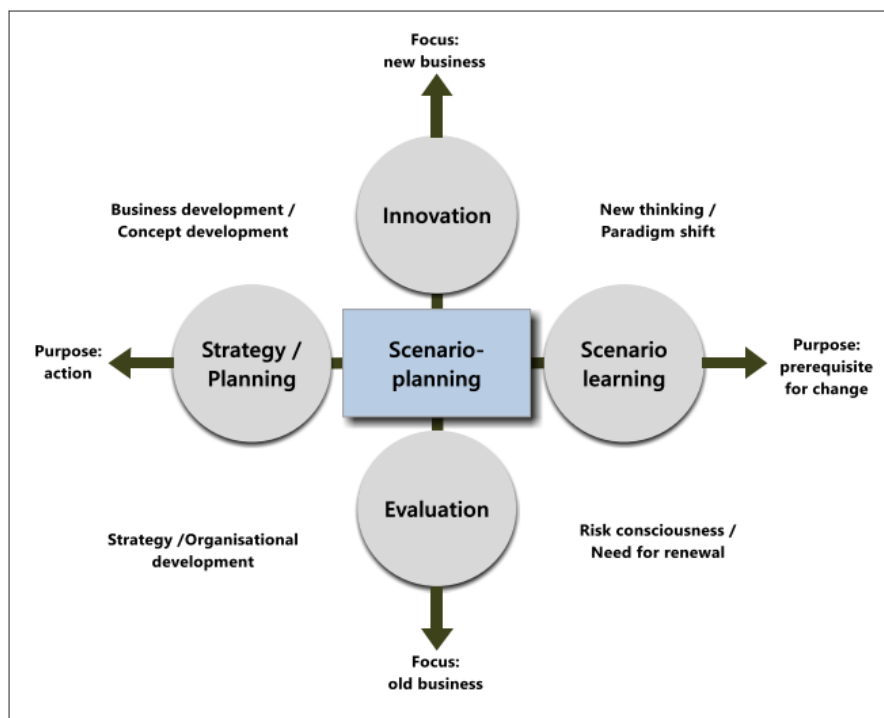 Focus:
new business
Business development /
Concept development
Innovation
New thinking /
Paradigm shift
Purpose:
action
Strategy /
Planning
Scenario-
planning
Scenario
learning
Purpose:
prerequisite
for change
Evaluation
Strategy /Organisational
development
Risk consciousness /
Need for renewal
Focus:
old business